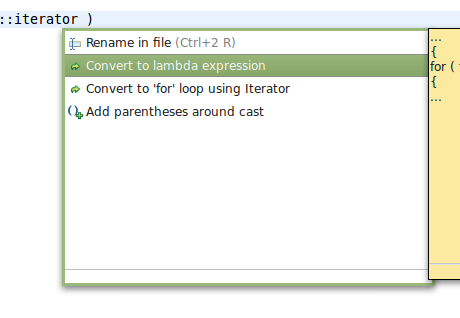 ::iterator )
Rename in file (Ctrl+2 R)
Convert to lambda expression
Convert to 'for' loop using Iterator
Add parentheses around cast
...
{
for (
{
...